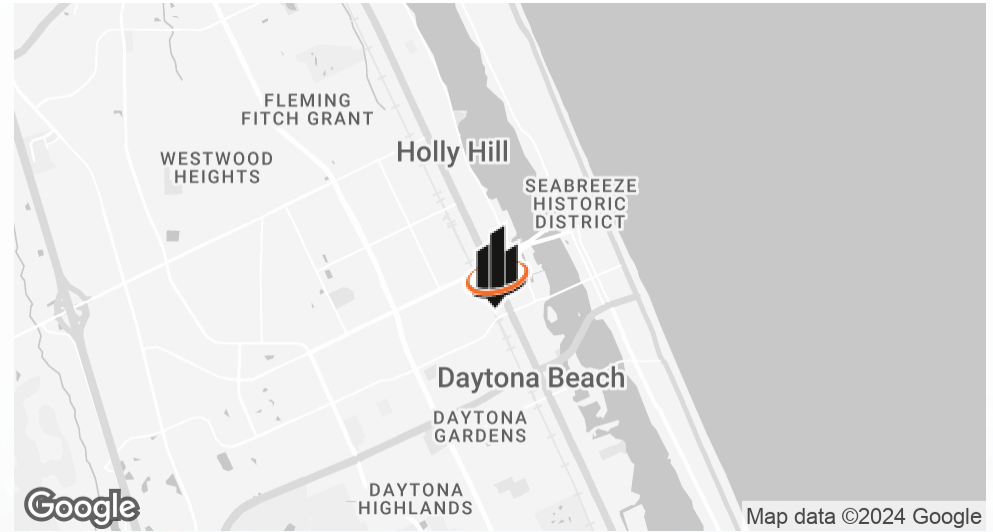 FLEMING
FITCH GRANT
Holly Hill
WESTWOOD
HEIGHTS
SEABREEZE
HISTORIC
DISTRICT
Daytona Beach
DAYTONA
GARDENS
DAYTONA
HIGHLANDS
Google
Map data ©2024 Google